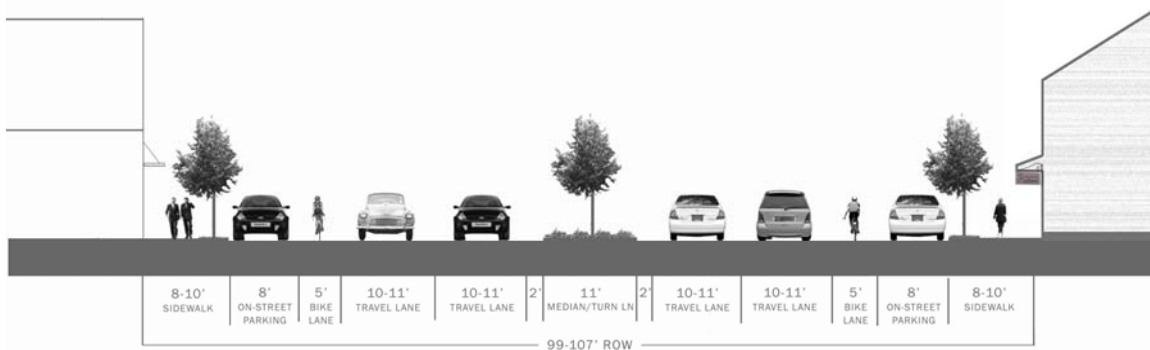 8-10'
SIDEWALK
8'
ON-STREET
PARKING
5'
BIKE
LANE
10-11'
TRAVEL LANE
10-11'
TRAVEL LANE
2'
11'
MEDIAN/TURN LN
2'
10-11'
TRAVEL LANE
10-11'
TRAVEL LANE
5'
BIKE
LANE
8'
ON-STREET
PARKING
8-10'
SIDEWALK
99-107' ROW